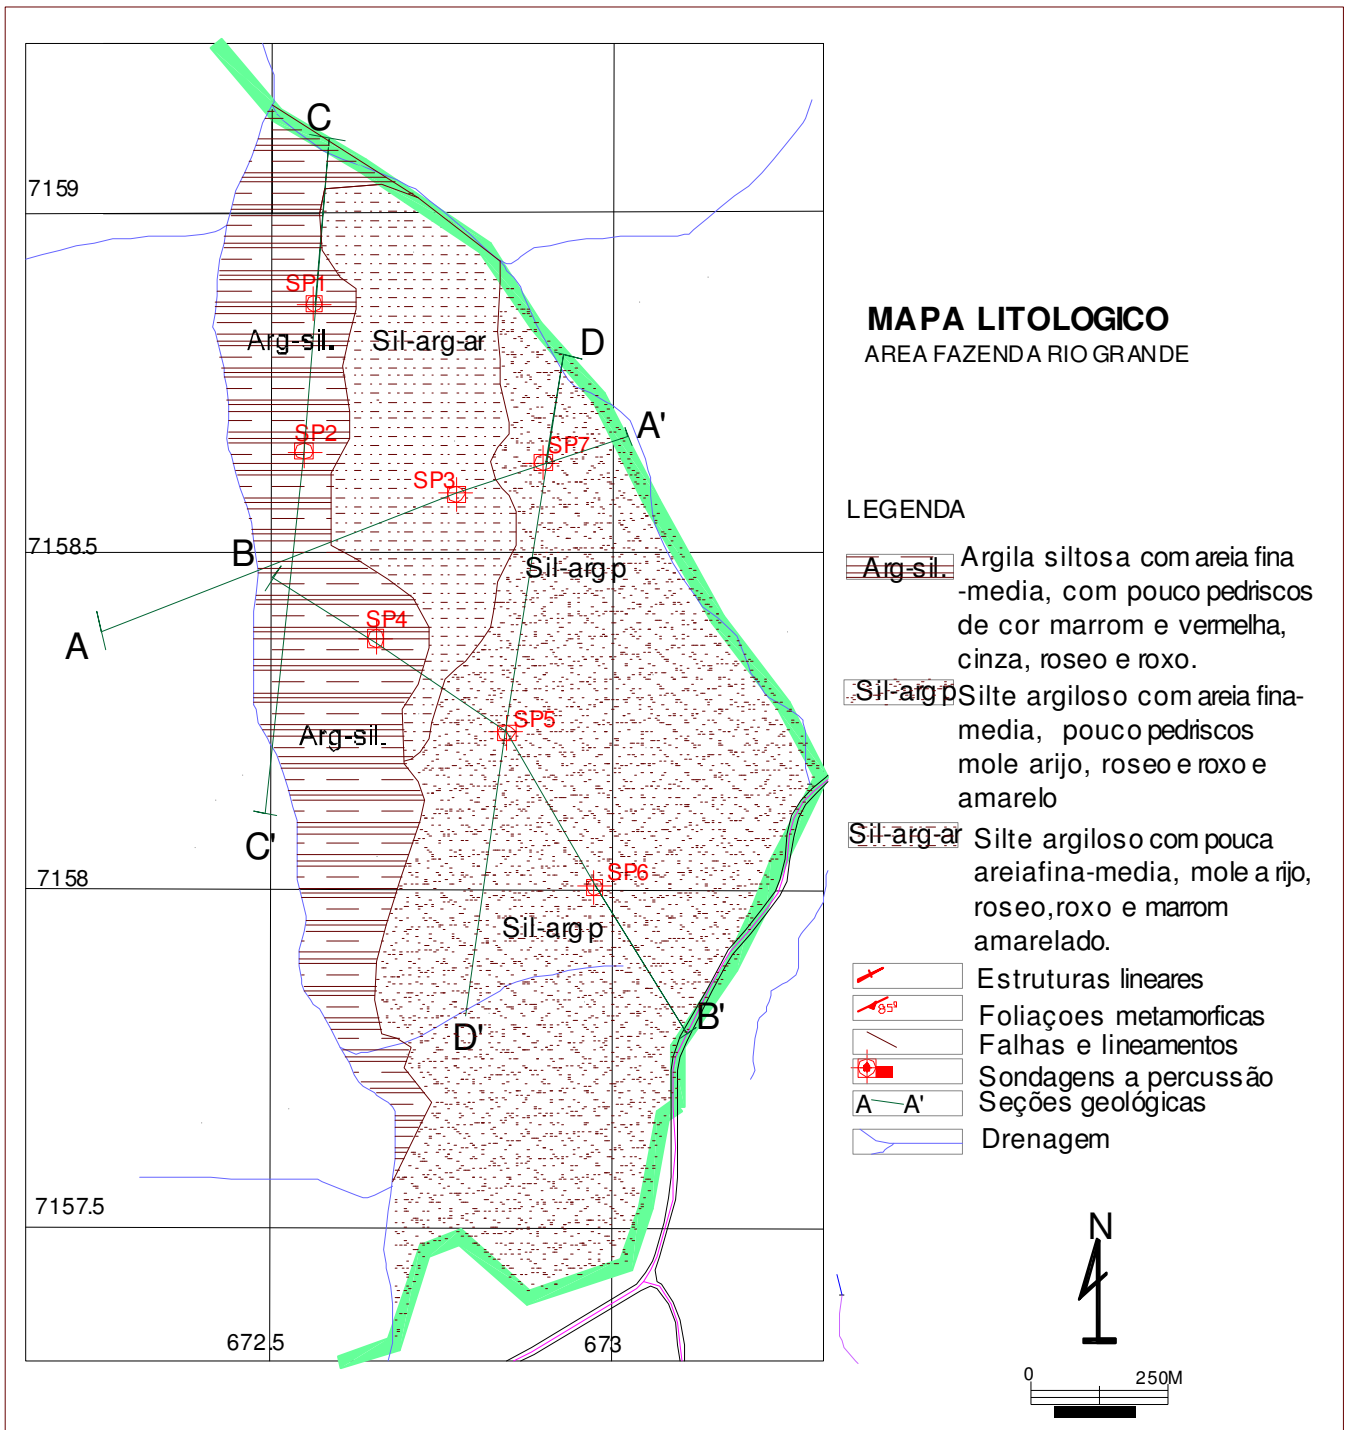 C
7159
SP1
Arg-sil.
Sil-arg-ar
D
A'
SP2
SP7
SP3
B
7158.5
Sil-arg p
A
SP4
SP5
Arg-sil.
C'
7158
SP6
Sil-arg p
B'
D'
7157.5
672.5
673
MAPA LITOLOGICO
AREA FAZENDA RIO GRANDE
LEGENDA
Arg-sil.
Argila siltosa com areia fina
-media, com pouco pedriscos
de cor marrom e vermelha,
cinza, roseo e roxo.
Sil-arg p
Silte argiloso com areia fina-
media, pouco pedriscos
mole arijo, roseo e roxo e
amarelo
Sil-arg-ar
Silte argiloso com pouca
areiafina-media, mole a rijo,
roseo,roxo e marrom
amarelado.
Estruturas lineares
85º
Foliaçoes metamorficas
Falhas e lineamentos
Sondagens a percussão
A A'
Seções geológicas
Drenagem
N
0 250M